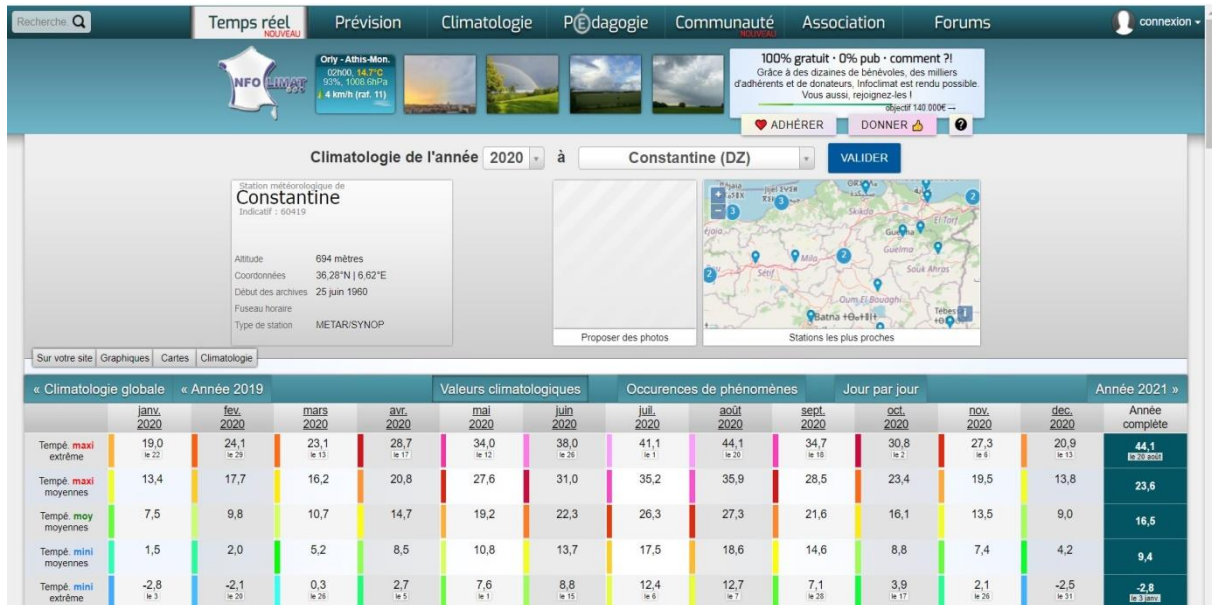 Recherche.
Temps réel
NOUVEAU
Prévision
Climatologie
PÉdagogie
Communauté
NOUVEAU
Association
Forums
connexion
INFO CLIMAT
Orly - Athis-Mon.
02h00, 14.7°C
93%, 1008.6hPa
4 km/h (raf. 11)
100% gratuit · 0% pub · comment ?!
Grâce à des dizaines de bénévoles, des milliers
d'adhérents et de donateurs, Infoclimat est rendu possible.
Vous aussi, rejoignez-les !
objectif 140.000€ →
ADHÉRER
DONNER
?
Climatologie de l'année 2020 à Constantine (DZ) VALIDER
Station météorologique de
Constantine
Indicatif : 60419
Altitude 694 mètres
Coordonnées 36,28°N | 6,62°E
Début des archives 25 juin 1960
Fuseau horaire
Type de station METAR/SYNOP
Proposer des photos
+
−
3
3
2
2
2
Skikda
El Tarf
Guelma
Mila
Sétif
Souk Ahras
Oum El Bouaghi
Batna
i
Stations les plus proches
Sur votre site Graphiques Cartes Climatologie
« Climatologie globale « Année 2019 Valeurs climatologiques Occurences de phénomènes Jour par jour Année 2021 »
janv. fev. mars avr. mai juin juil. août sept. oct. nov. dec. Année
2020 2020 2020 2020 2020 2020 2020 2020 2020 2020 2020 2020 complète
Tempé. maxi 19,0 24,1 23,1 28,7 34,0 38,0 41,1 44,1 34,7 30,8 27,3 20,9 44,1
extrême le 22 le 29 le 13 le 17 le 12 le 26 le 1 le 20 le 18 le 2 le 6 le 13 le 20 août
Tempé. maxi 13,4 17,7 16,2 20,8 27,6 31,0 35,2 35,9 28,5 23,4 19,5 13,8 23,6
moyennes
Tempé. moy 7,5 9,8 10,7 14,7 19,2 22,3 26,3 27,3 21,6 16,1 13,5 9,0 16,5
moyennes
Tempé. mini 1,5 2,0 5,2 8,5 10,8 13,7 17,5 18,6 14,6 8,8 7,4 4,2 9,4
moyennes
Tempé. mini -2,8 -2,1 0,3 2,7 7,6 8,8 12,4 12,7 7,1 3,9 2,1 -2,5 -2,8
extrême le 3 le 20 le 26 le 5 le 1 le 15 le 6 le 7 le 28 le 17 le 26 le 31 le 3 janv.